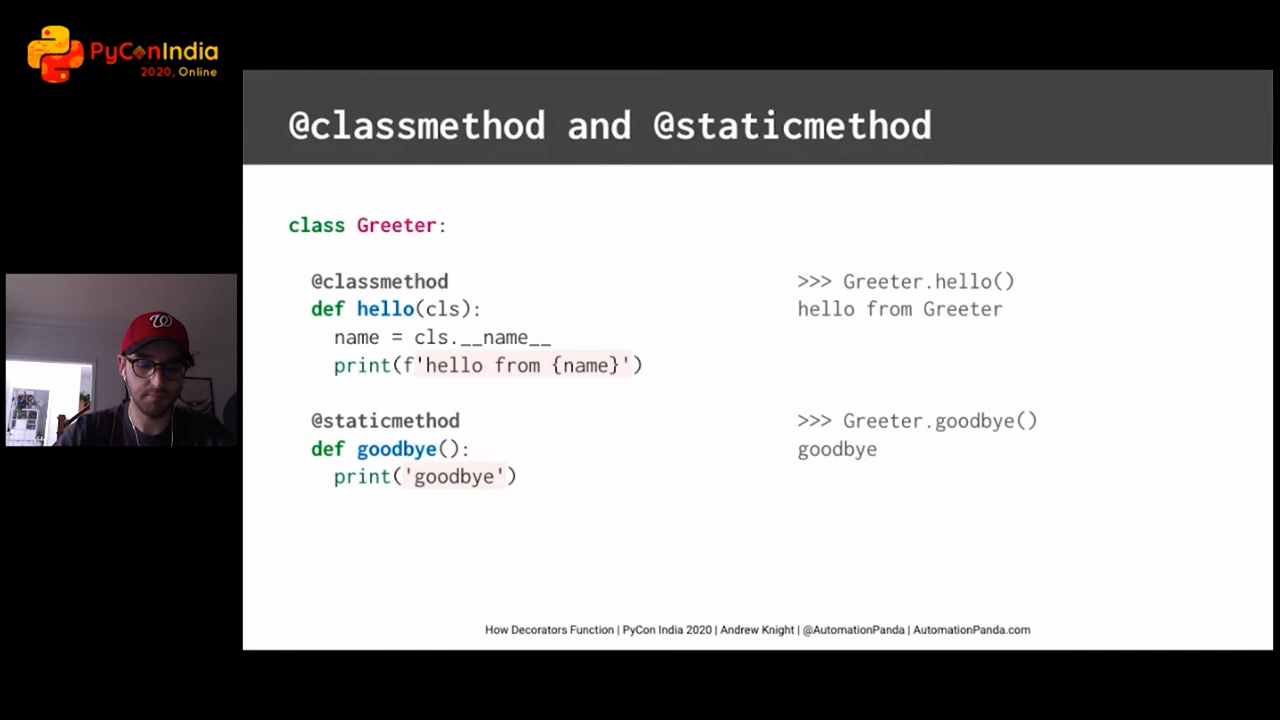 PyConIndia
2020, Online
@classmethod and @staticmethod
class Greeter:
@classmethod
def hello(cls):
name = cls.__name__
print(f'hello from {name}')
>>> Greeter.hello()
hello from Greeter
@staticmethod
def goodbye():
print('goodbye')
>>> Greeter.goodbye()
goodbye
How Decorators Function | PyCon India 2020 | Andrew Knight | @AutomationPanda | AutomationPanda.com
W